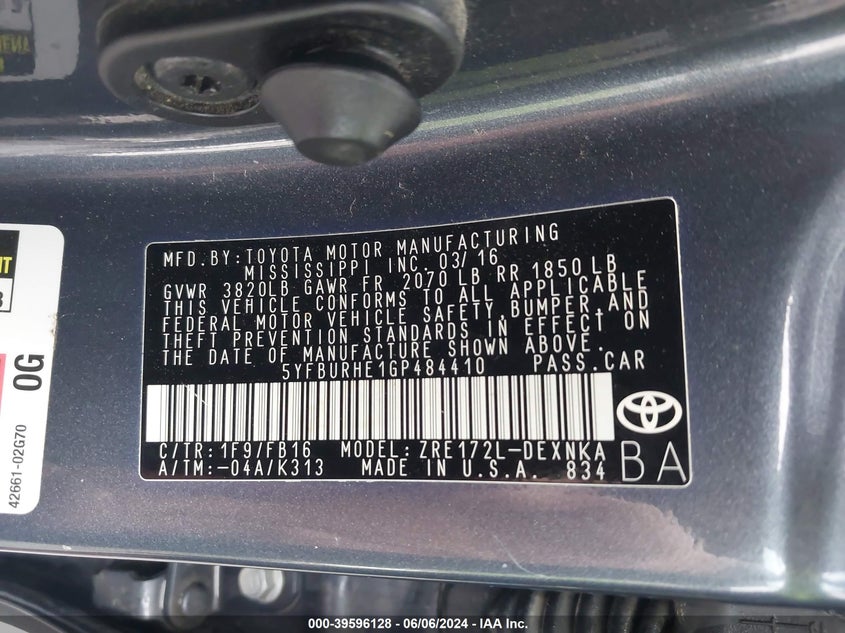 MFD.BY:TOYOTA MOTOR MANUFACTURING
MISSISSIPPI INC.03/16
GVWR 3820LB GAWR FR 2070 LB RR 1850 LB
THIS VEHICLE CONFORMS TO ALL APPLICABLE
FEDERAL MOTOR VEHICLE SAFETY,BUMPER,AND
THEFT PREVENTION STANDARDS IN EFFECT ON
THE DATE OF MANUFACTURE SHOWN ABOVE.
5YFBURHE1GP484410 PASS.CAR
C/TR:1F9/FB16 MODEL:ZRE172L-DEXNKA
A/TM:-04A/K313 MADE IN U.S.A. 834
BA
0G
42661-02G70
000-39596128 - 06/06/2024 - IAA Inc.